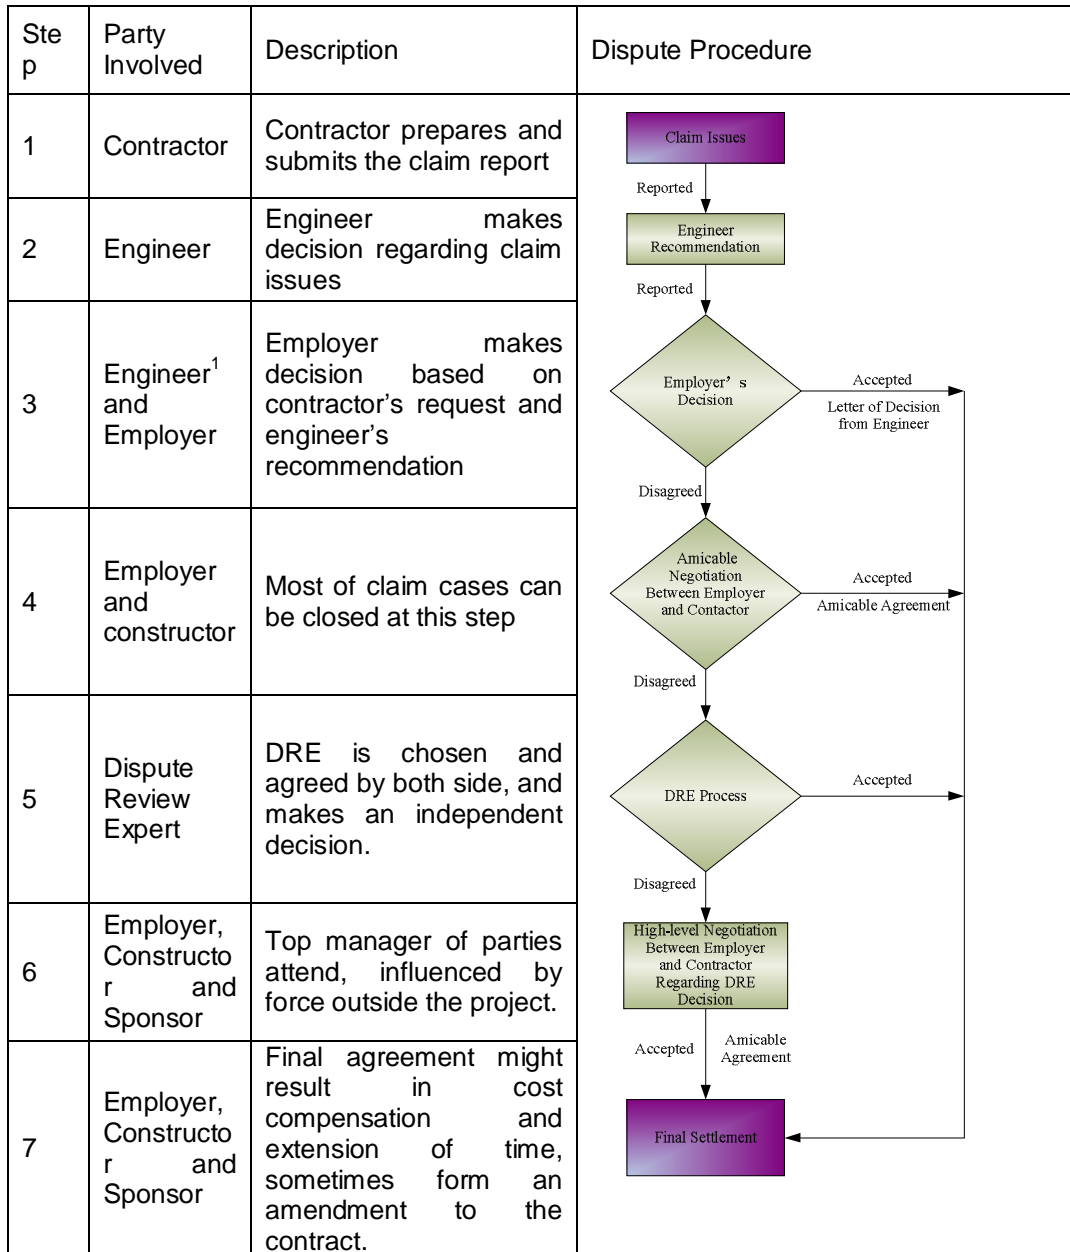 Ste
p
Party
Involved
Description
Dispute Procedure
1
Contractor
Contractor prepares and
submits the claim report
2
Engineer
Engineer makes
decision regarding claim
issues
3
Engineer1
and
Employer
Employer makes
decision based on
contractor's request and
engineer's
recommendation
4
Employer
and
constructor
Most of claim cases can
be closed at this step
5
Dispute
Review
Expert
DRE is chosen and
agreed by both side, and
makes an independent
decision.
6
Employer,
Constructo
r and
Sponsor
Top manager of parties
attend, influenced by
force outside the project.
7
Employer,
Constructo
r and
Sponsor
Final agreement might
result in cost
compensation and
extension of time,
sometimes form an
amendment to the
contract.
Claim Issues
Reported
Engineer
Recommendation
Reported
Employer's
Decision
Accepted
Letter of Decision
from Engineer
Disagreed
Amicable
Negotiation
Between Employer
and Contactor
Accepted
Amicable Agreement
Disagreed
DRE Process
Accepted
Disagreed
High-level Negotiation
Between Employer
and Contractor
Regarding DRE
Decision
Accepted
Amicable
Agreement
Final Settlement